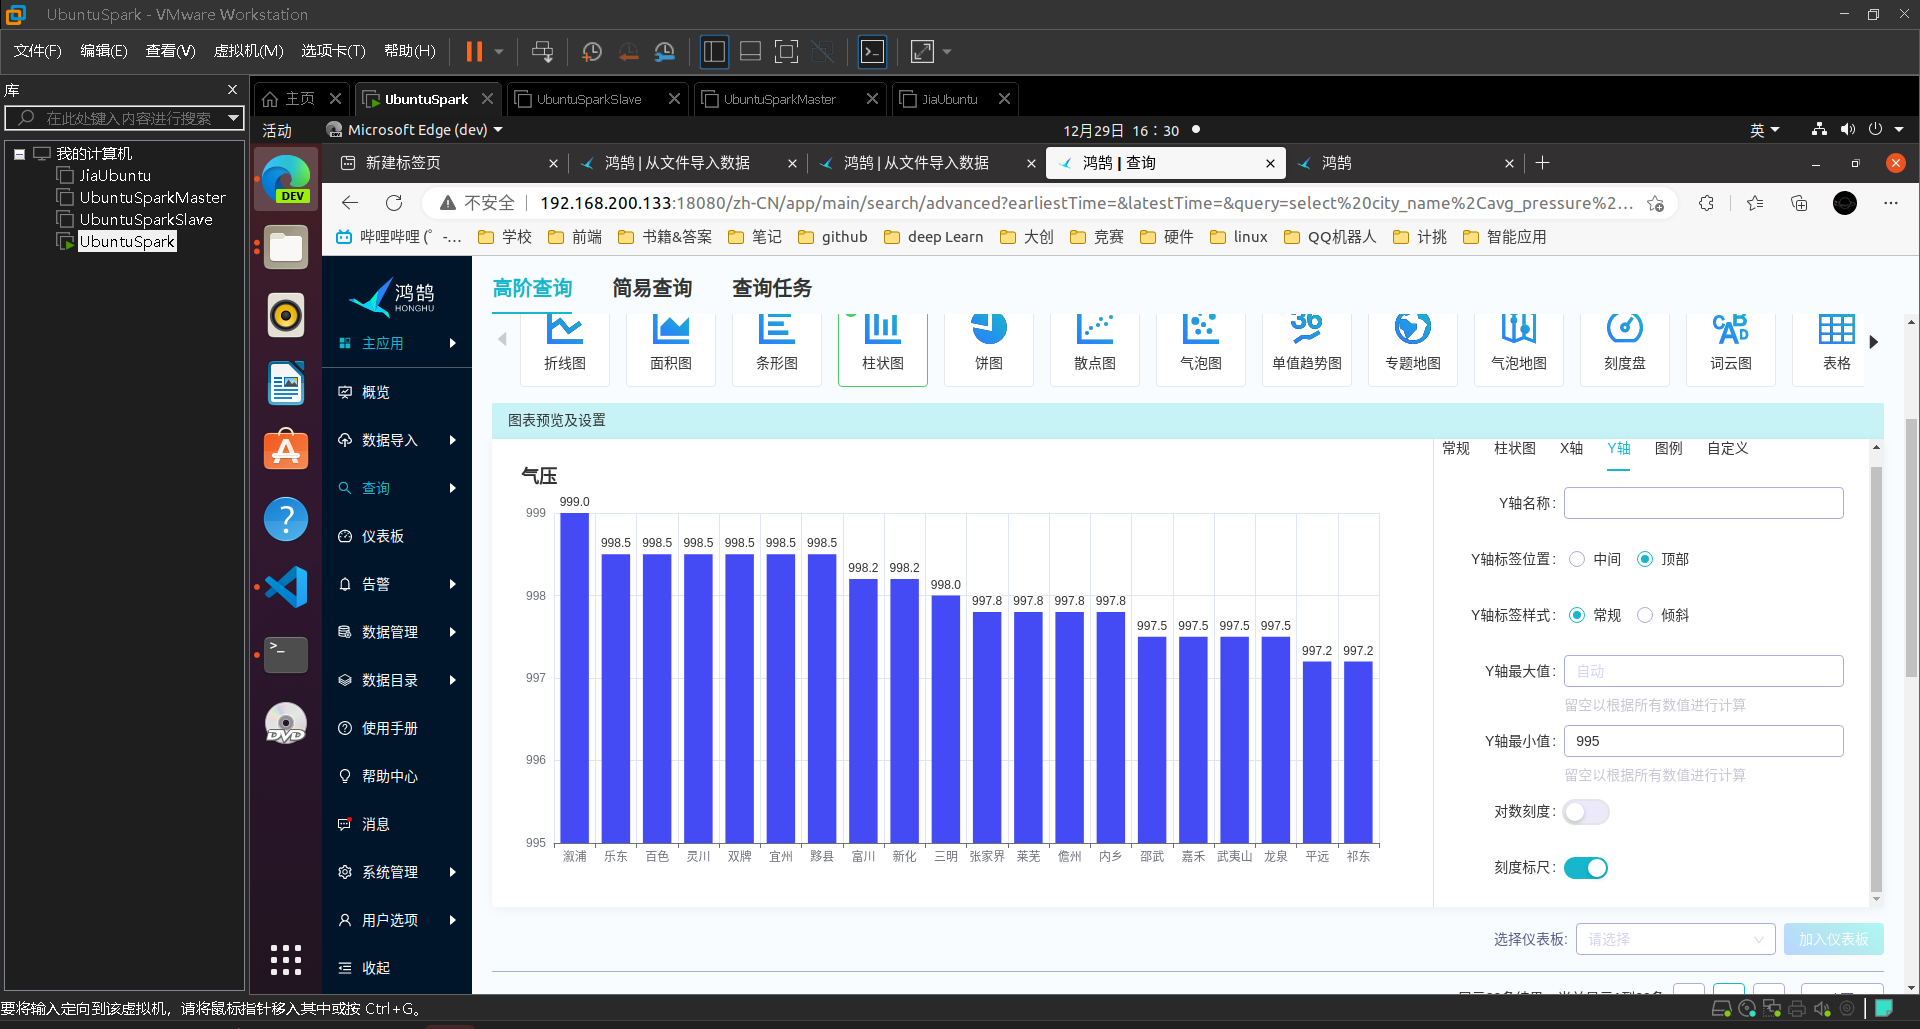 UbuntuSpark - VMware Workstation
文件(F) 编辑(E) 查看(V) 虚拟机(M) 选项卡(T) 帮助(H)
库
在此处键入内容进行搜索
我的计算机
JiaUbuntu
UbuntuSparkMaster
UbuntuSparkSlave
UbuntuSpark
主页 UbuntuSpark UbuntuSparkSlave UbuntuSparkMaster JiaUbuntu
活动 Microsoft Edge (dev) 12月29日 16：30 英
DEV
DVD
新建标签页 鸿鹄 | 从文件导入数据 鸿鹄 | 从文件导入数据 鸿鹄 | 查询 鸿鹄
不安全 192.168.200.133:18080/zh-CN/app/main/search/advanced?earliestTime=&latestTime=&query=select%20city_name%2Cavg_pressure%2...
哔哩哔哩 (゜-... 学校 前端 书籍&答案 笔记 github deep Learn 大创 竞赛 硬件 linux QQ机器人 计挑 智能应用
鸿鹄
HONGHU
主应用
概览
数据导入
查询
仪表板
告警
数据管理
数据目录
使用手册
帮助中心
消息
系统管理
用户选项
收起
高阶查询 简易查询 查询任务
折线图 面积图 条形图 柱状图 饼图 散点图 气泡图 单值趋势图 专题地图 气泡地图 刻度盘 词云图 表格
图表预览及设置
气压
999.0 998.5 998.5 998.5 998.5 998.5 998.5 998.2 998.2 998.0 997.8 997.8 997.8 997.8 997.5 997.5 997.5 997.5 997.2 997.2
999
998
997
996
995
溆浦 乐东 百色 灵川 双牌 宜州 黟县 富川 新化 三明 张家界 莱芜 儋州 内乡 邵武 嘉禾 武夷山 龙泉 平远 祁东
常规 柱状图 X轴 Y轴 图例 自定义
Y轴名称:
Y轴标签位置: 中间 顶部
Y轴标签样式: 常规 倾斜
Y轴最大值: 自动
留空以根据所有数值进行计算
Y轴最小值: 995
留空以根据所有数值进行计算
对数刻度:
刻度标尺:
选择仪表板: 请选择 加入仪表板
要将输入定向到该虚拟机，请将鼠标指针移入其中或按 Ctrl+G。